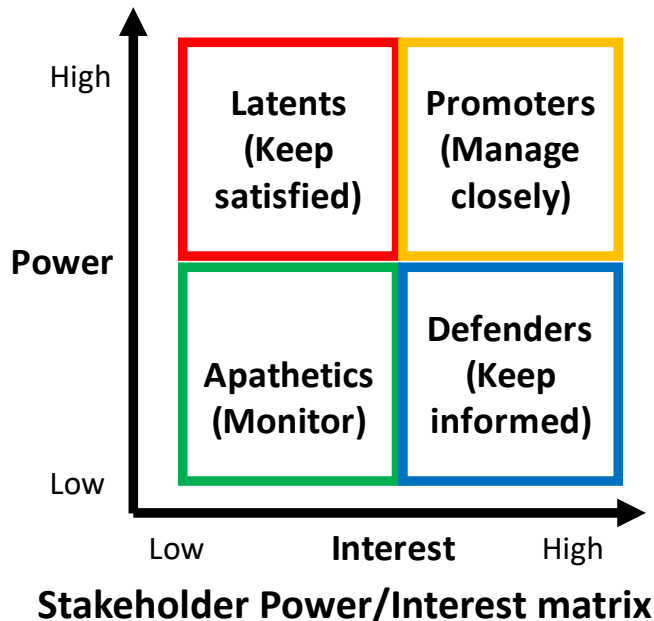 High
Latents
(Keep
satisfied)
Promoters
(Manage
closely)
Power
Apathetics
(Monitor)
Defenders
(Keep
informed)
Low
Low
Interest
High
Stakeholder Power/Interest matrix